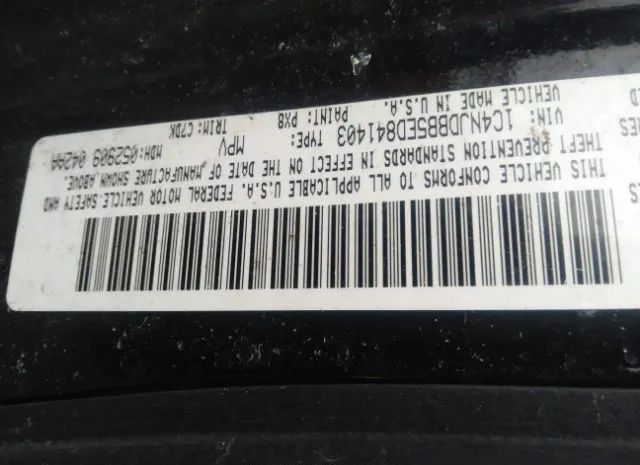 THIS VEHICLE CONFORMS TO ALL APPLICABLE U.S.A. FEDERAL MOTOR VEHICLE SAFETY AND
THEFT PREVENTION STANDARDS IN EFFECT ON THE DATE OF MANUFACTURE SHOWN ABOVE.
VIN: 1C4NJDBB5ED841403 TYPE: MPV MDH: 052909 042AA
VEHICLE MADE IN U.S.A. PAINT: PX8 TRIM: C7DK